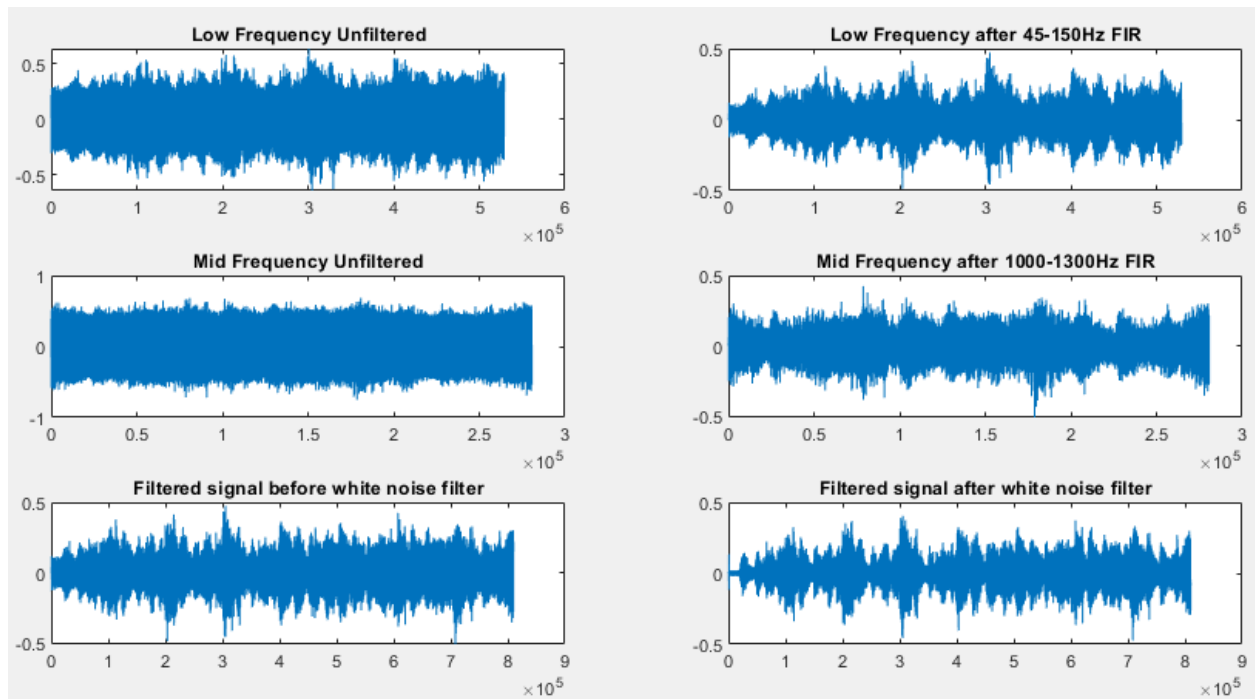 Low Frequency Unfiltered
0.5
0
-0.5
0 1 2 3 4 5 6
×10^5
Low Frequency after 45-150Hz FIR
0.5
0
-0.5
0 1 2 3 4 5 6
×10^5
Mid Frequency Unfiltered
1
0
-1
0 0.5 1 1.5 2 2.5 3
×10^5
Mid Frequency after 1000-1300Hz FIR
0.5
0
-0.5
0 0.5 1 1.5 2 2.5 3
×10^5
Filtered signal before white noise filter
0.5
0
-0.5
0 1 2 3 4 5 6 7 8 9
×10^5
Filtered signal after white noise filter
0.5
0
-0.5
0 1 2 3 4 5 6 7 8 9
×10^5